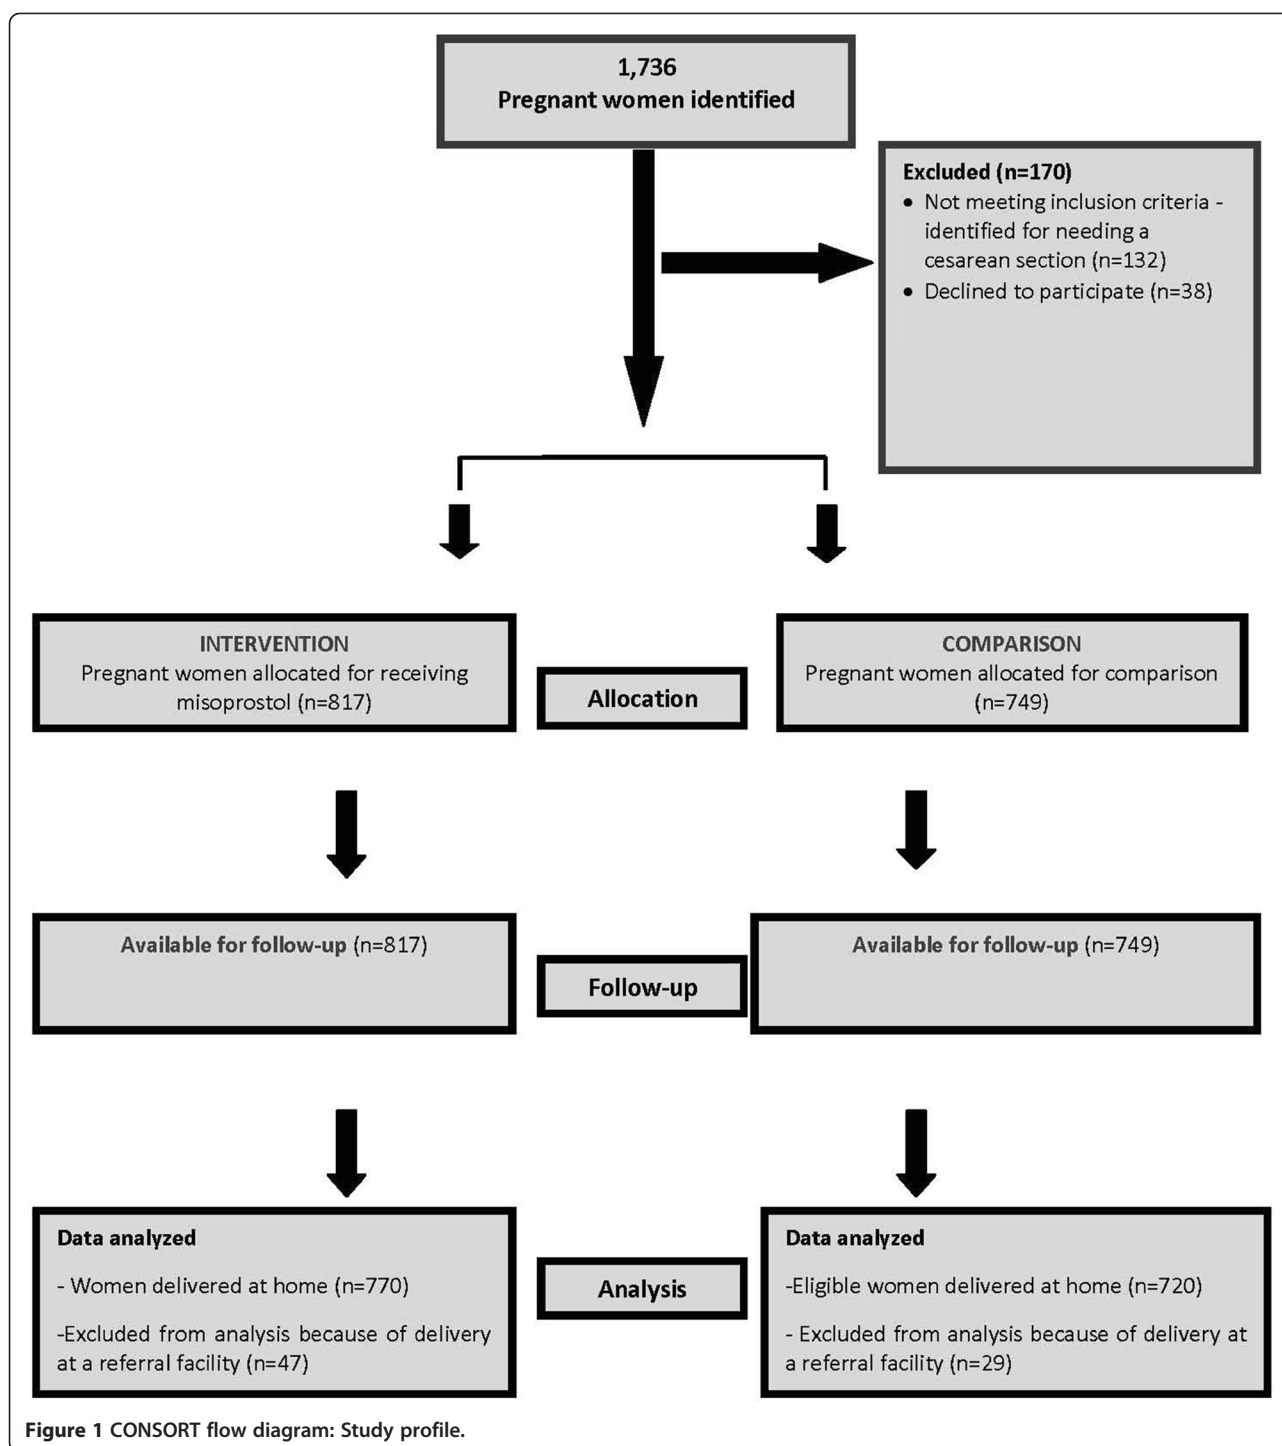 1,736
Pregnant women identified
Excluded (n=170)
• Not meeting inclusion criteria -
identified for needing a
cesarean section (n=132)
• Declined to participate (n=38)
INTERVENTION
Pregnant women allocated for receiving
misoprostol (n=817)
Allocation
COMPARISON
Pregnant women allocated for comparison
(n=749)
Available for follow-up (n=817)
Follow-up
Available for follow-up (n=749)
Data analyzed
- Women delivered at home (n=770)
-Excluded from analysis because of delivery
at a referral facility (n=47)
Analysis
Data analyzed
-Eligible women delivered at home (n=720)
- Excluded from analysis because of delivery at
a referral facility (n=29)
Figure 1 CONSORT flow diagram: Study profile.